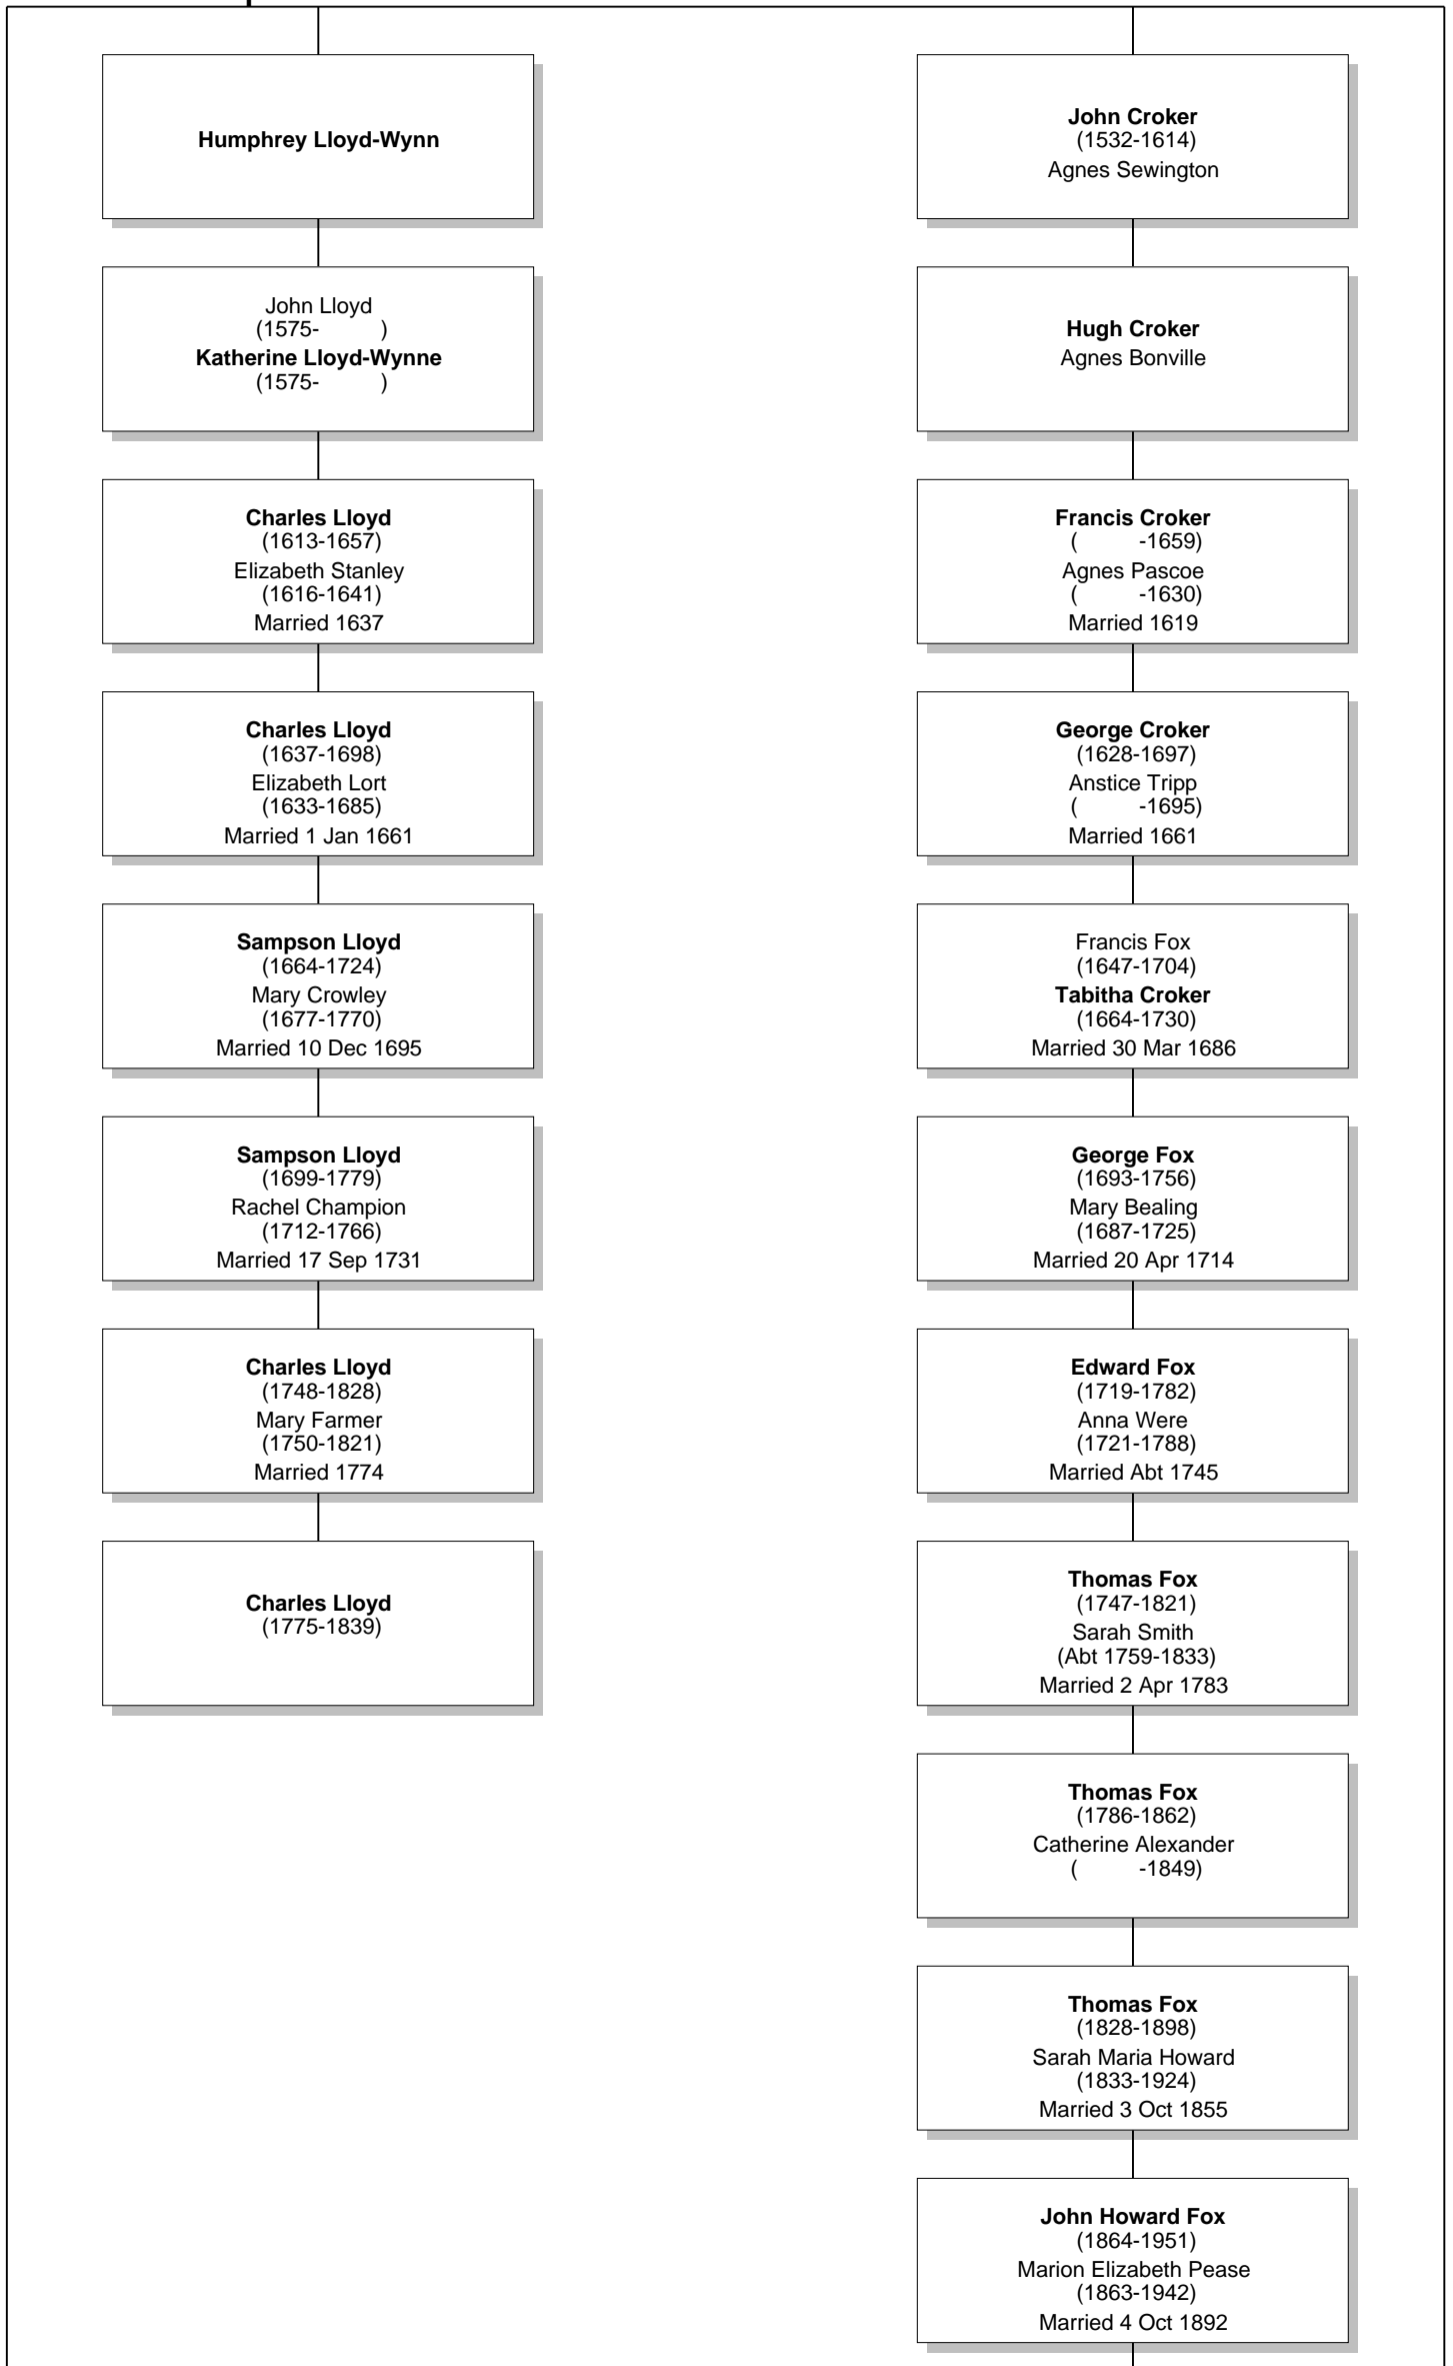 Humphrey Lloyd-Wynn
John Lloyd
(1575- )
Katherine Lloyd-Wynne
(1575- )
Charles Lloyd
(1613-1657)
Elizabeth Stanley
(1616-1641)
Married 1637
Charles Lloyd
(1637-1698)
Elizabeth Lort
(1633-1685)
Married 1 Jan 1661
Sampson Lloyd
(1664-1724)
Mary Crowley
(1677-1770)
Married 10 Dec 1695
Sampson Lloyd
(1699-1779)
Rachel Champion
(1712-1766)
Married 17 Sep 1731
Charles Lloyd
(1748-1828)
Mary Farmer
(1750-1821)
Married 1774
Charles Lloyd
(1775-1839)
John Croker
(1532-1614)
Agnes Sewington
Hugh Croker
Agnes Bonville
Francis Croker
( -1659)
Agnes Pascoe
( -1630)
Married 1619
George Croker
(1628-1697)
Anstice Tripp
( -1695)
Married 1661
Francis Fox
(1647-1704)
Tabitha Croker
(1664-1730)
Married 30 Mar 1686
George Fox
(1693-1756)
Mary Bealing
(1687-1725)
Married 20 Apr 1714
Edward Fox
(1719-1782)
Anna Were
(1721-1788)
Married Abt 1745
Thomas Fox
(1747-1821)
Sarah Smith
(Abt 1759-1833)
Married 2 Apr 1783
Thomas Fox
(1786-1862)
Catherine Alexander
( -1849)
Thomas Fox
(1828-1898)
Sarah Maria Howard
(1833-1924)
Married 3 Oct 1855
John Howard Fox
(1864-1951)
Marion Elizabeth Pease
(1863-1942)
Married 4 Oct 1892